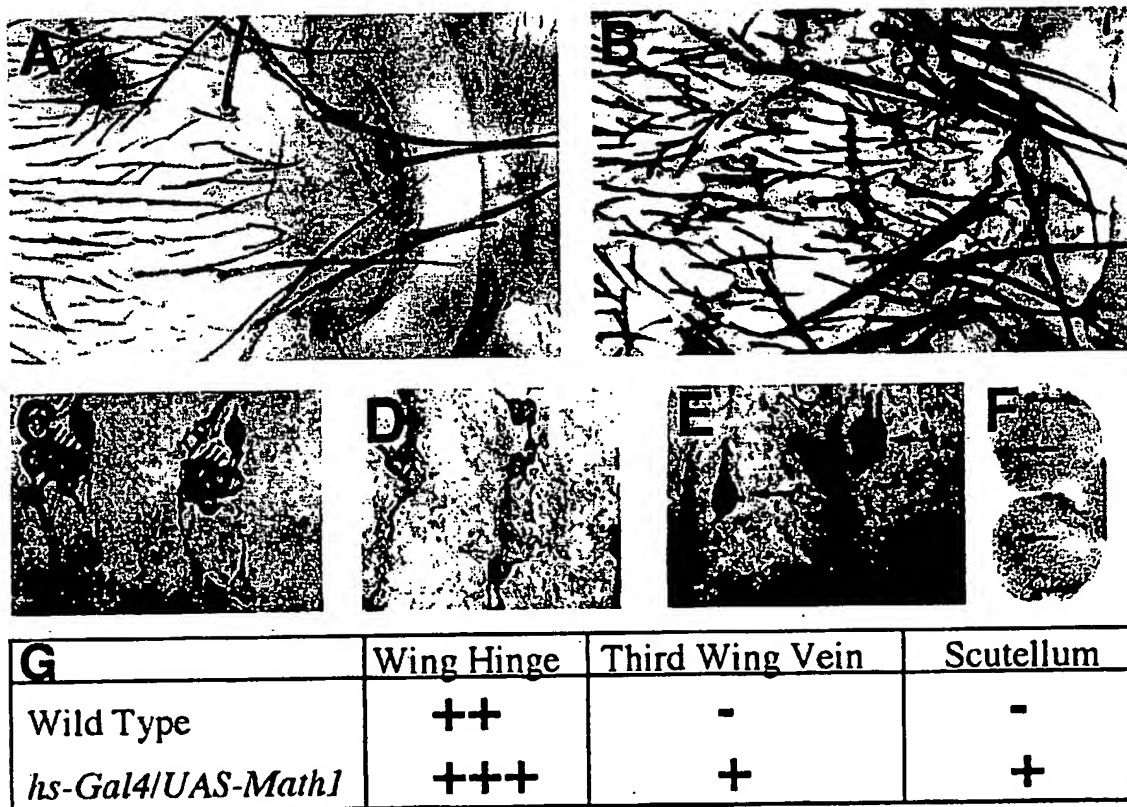 A B
C D E F
G Wing Hinge Third Wing Vein Scutellum
Wild Type ++ - -
hs-Gal4/UAS-Math1 +++ + +